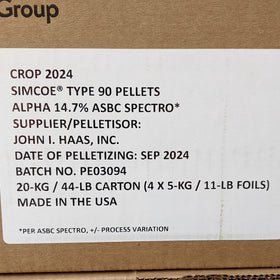 Group
CROP 2024
SIMCOE® TYPE 90 PELLETS
ALPHA 14.7% ASBC SPECTRO*
SUPPLIER/PELLETISOR:
JOHN I. HAAS, INC.
DATE OF PELLETIZING: SEP 2024
BATCH NO. PE03094
20-KG / 44-LB CARTON (4 X 5-KG / 11-LB FOILS)
MADE IN THE USA
*PER ASBC SPECTRO, +/- PROCESS VARIATION